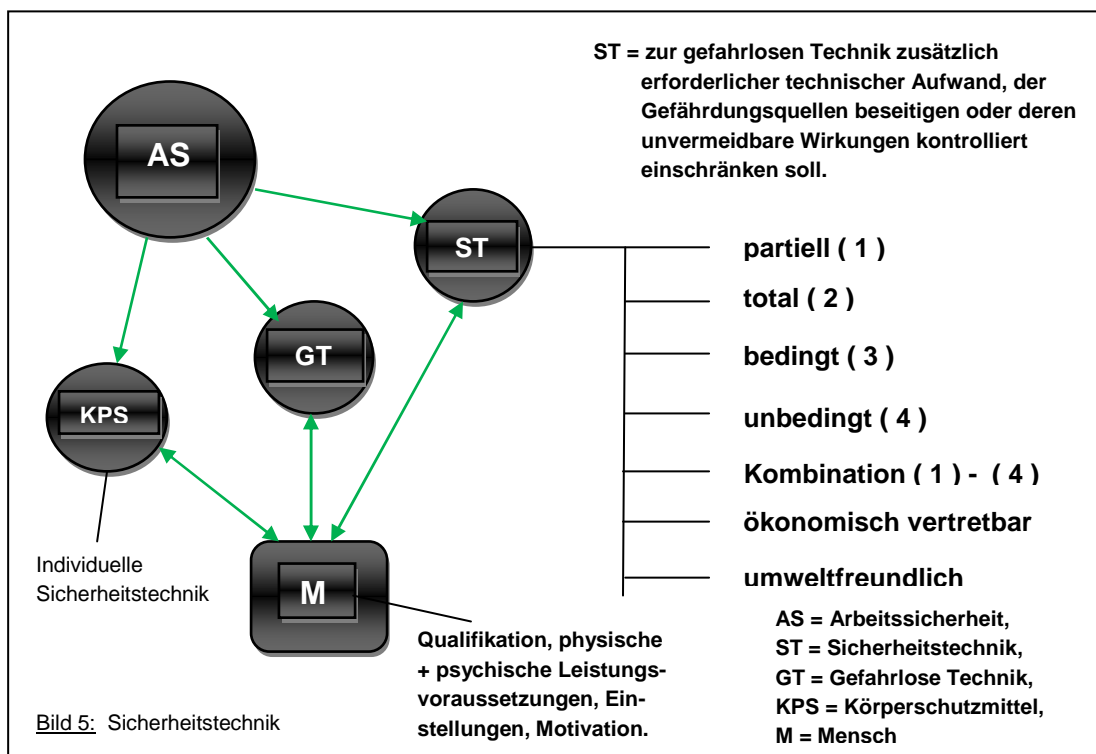 ST = zur gefahrlosen Technik zusätzlich
erforderlicher technischer Aufwand, der
Gefährdungsquellen beseitigen oder deren
unvermeidbare Wirkungen kontrolliert
einschränken soll.
AS
ST
GT
KPS
M
partiell ( 1 )
total ( 2 )
bedingt ( 3 )
unbedingt ( 4 )
Kombination ( 1 ) - ( 4 )
ökonomisch vertretbar
umweltfreundlich
Individuelle
Sicherheitstechnik
Qualifikation, physische
+ psychische Leistungs-
voraussetzungen, Ein-
stellungen, Motivation.
AS = Arbeitssicherheit,
ST = Sicherheitstechnik,
GT = Gefahrlose Technik,
KPS = Körperschutzmittel,
M = Mensch
Bild 5: Sicherheitstechnik